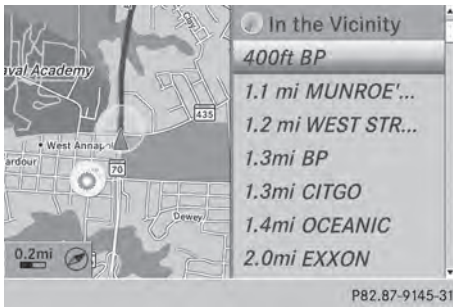 In the Vicinity
400ft BP
1.1 mi MUNROE'...
1.2 mi WEST STR...
1.3mi BP
1.3mi CITGO
1.4mi OCEANIC
2.0mi EXXON
aval Academy
435
West Annapol
70
ardour
Dewey
0.2mi
P82.87-9145-31